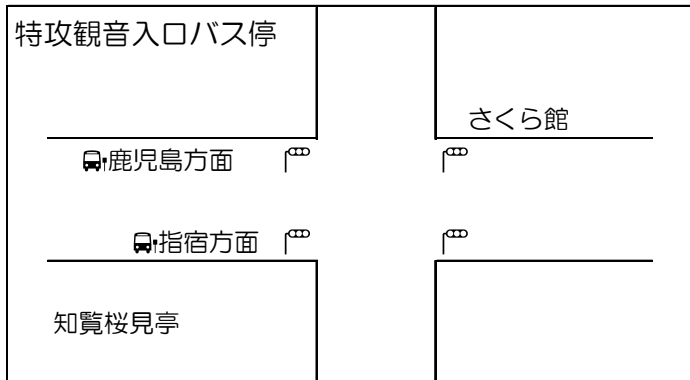 特攻観音入口バス停
さくら館
鹿児島方面
指宿方面
知覧桜見亭